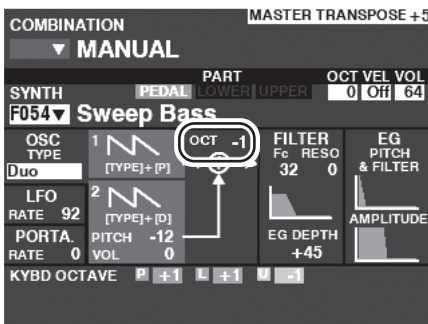 MASTER TRANSPOSE +5
COMBINATION
▼ MANUAL
PART
OCT VEL VOL
SYNTH PEDAL LOWER UPPER 0 Off 64
F054▼ Sweep Bass
OSC
TYPE
Duo
1
[TYPE]+[P]
OCT -1
FILTER
Fc RESO
32 0
EG
PITCH
& FILTER
LFO
RATE 92
2
[TYPE]+[D]
PITCH -12
VOL 0
EG DEPTH
+45
AMPLITUDE
PORTA.
RATE 0
KYBD OCTAVE P +1 L +1 U -1